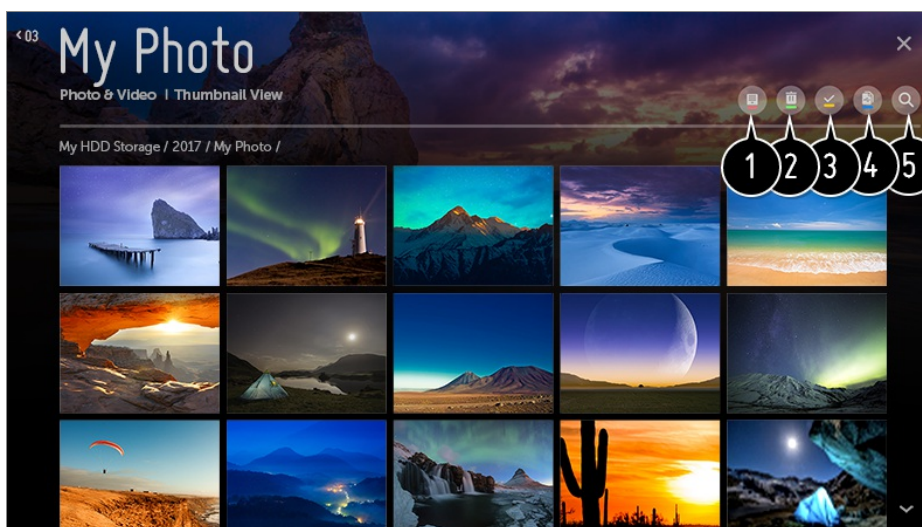 < 03
My Photo
Photo & Video | Thumbnail View
My HDD Storage / 2017 / My Photo /
1 2 3 4 5